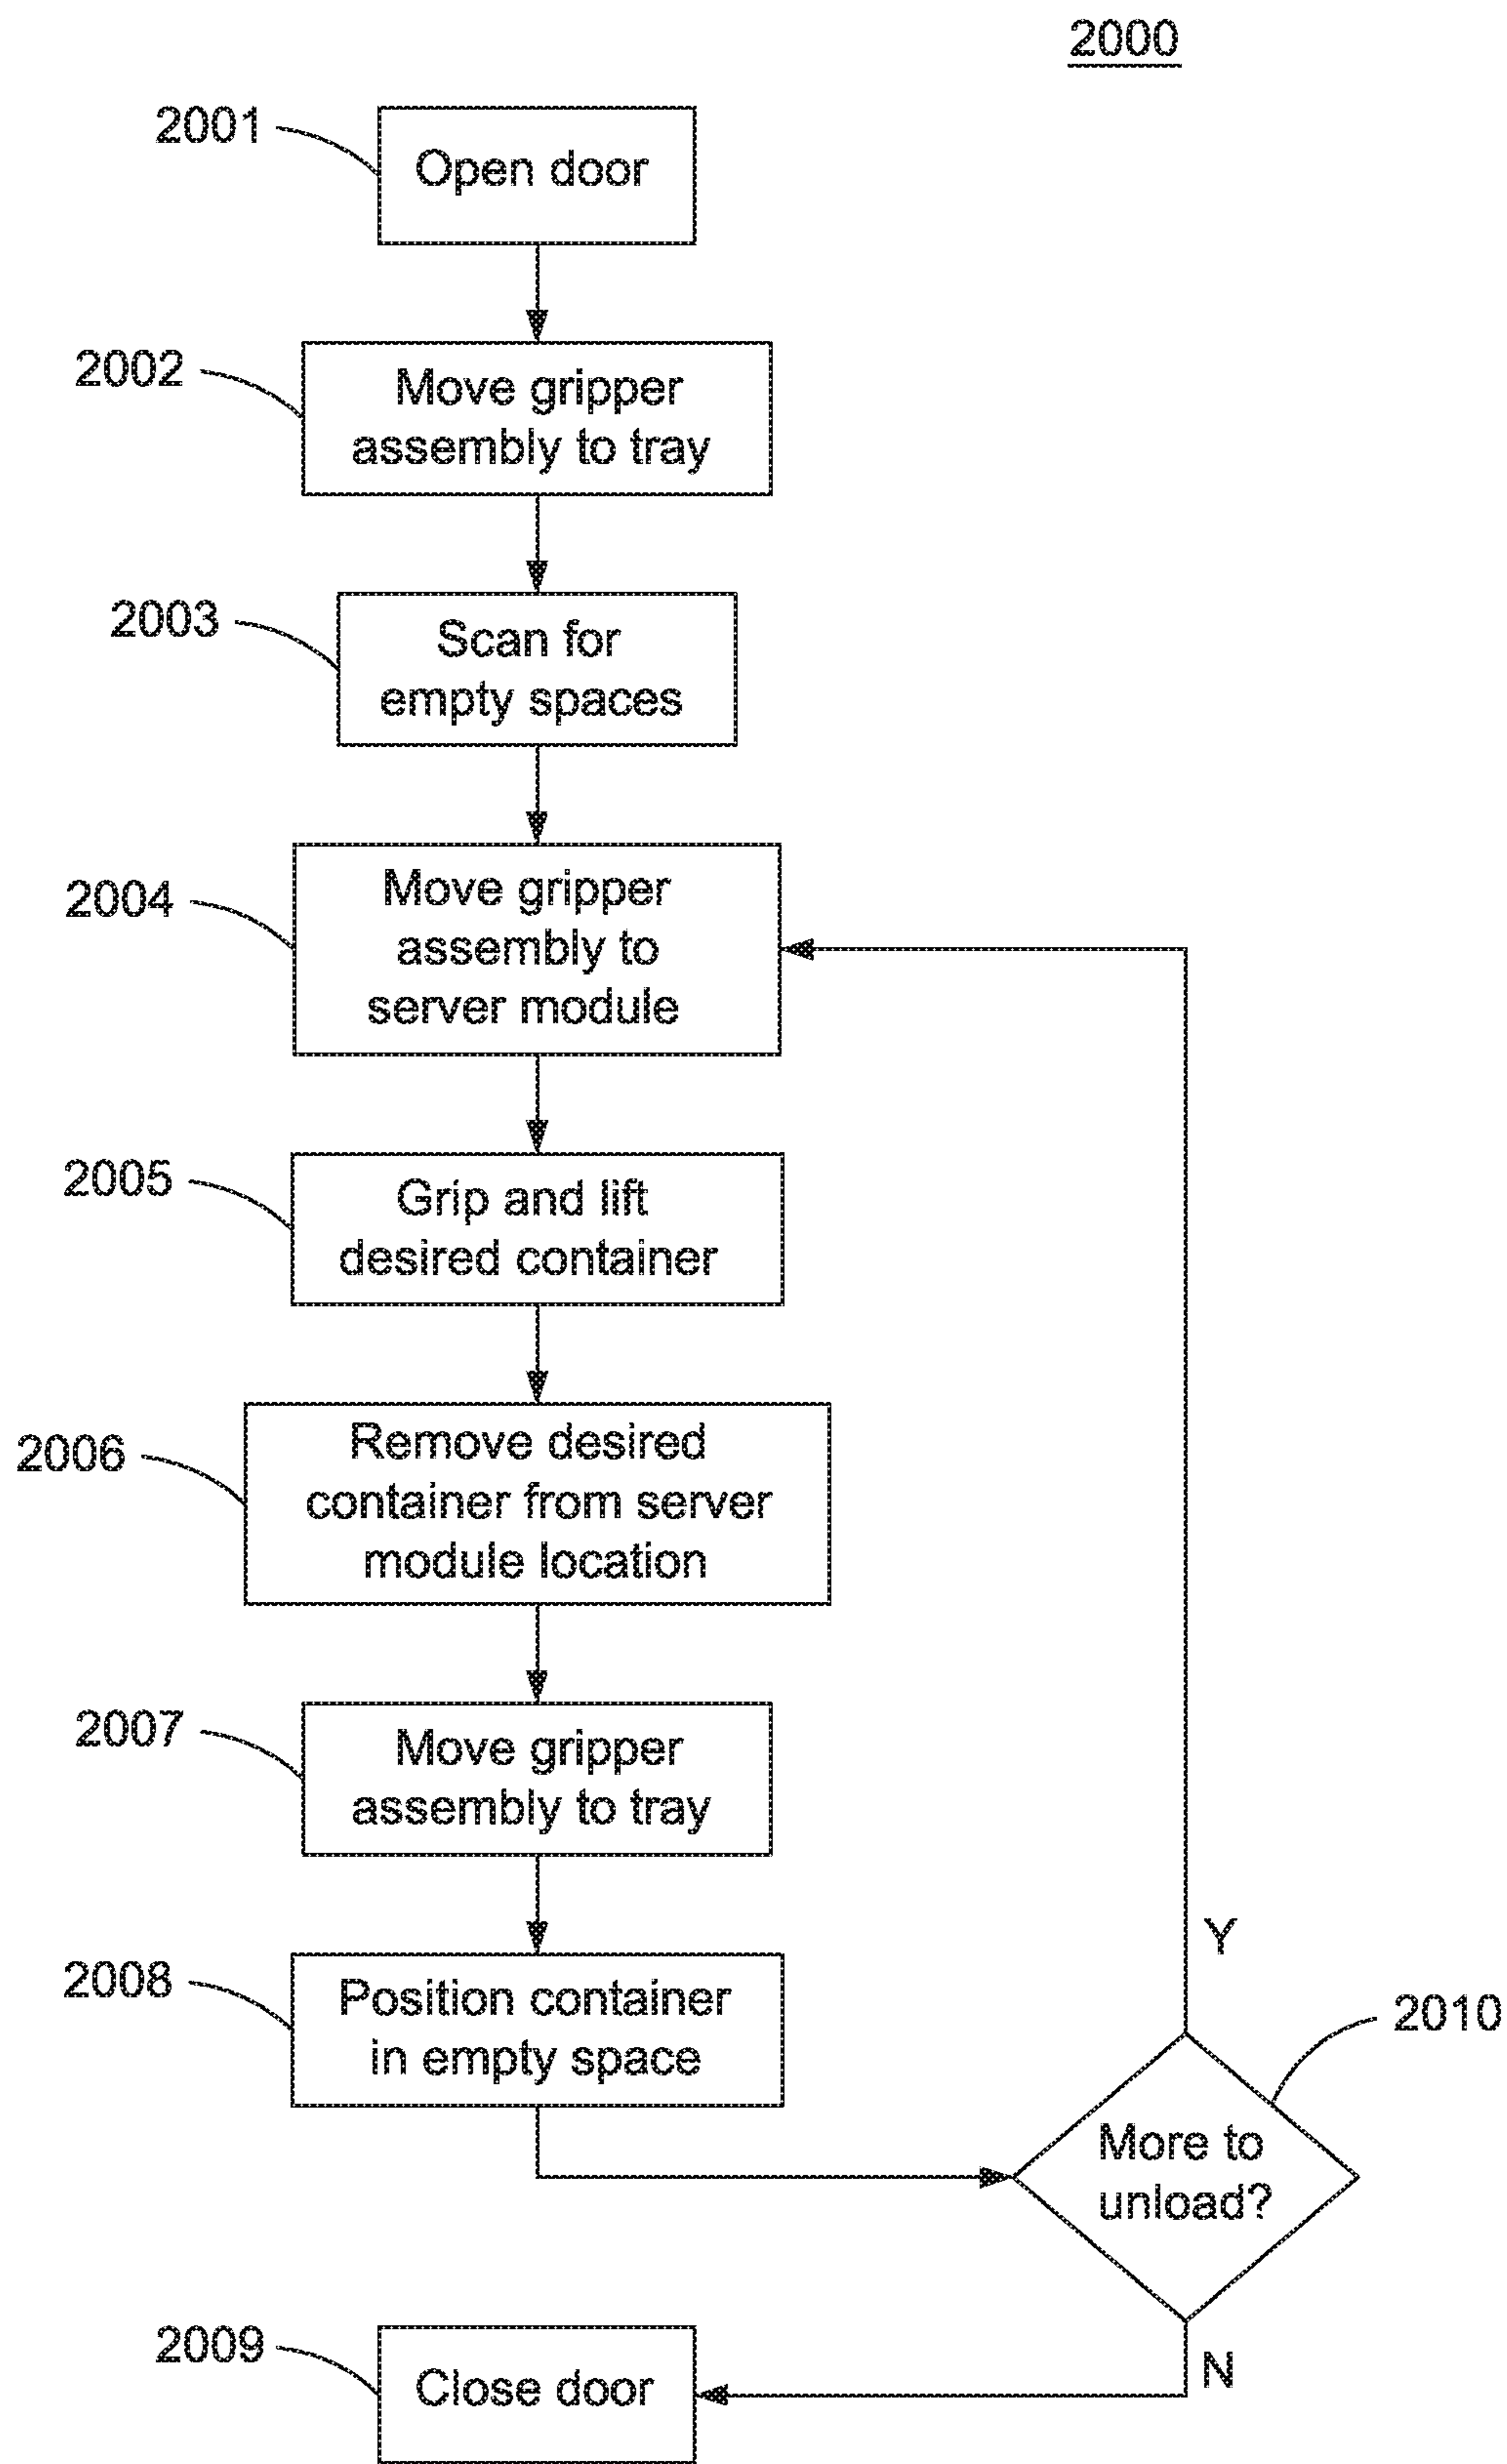 2000
2001
Open door
2002
Move gripper
assembly to tray
2003
Scan for
empty spaces
2004
Move gripper
assembly to
server module
2005
Grip and lift
desired container
2006
Remove desired
container from server
module location
2007
Move gripper
assembly to tray
2008
Position container
in empty space
Y
2010
More to
unload?
N
2009
Close door